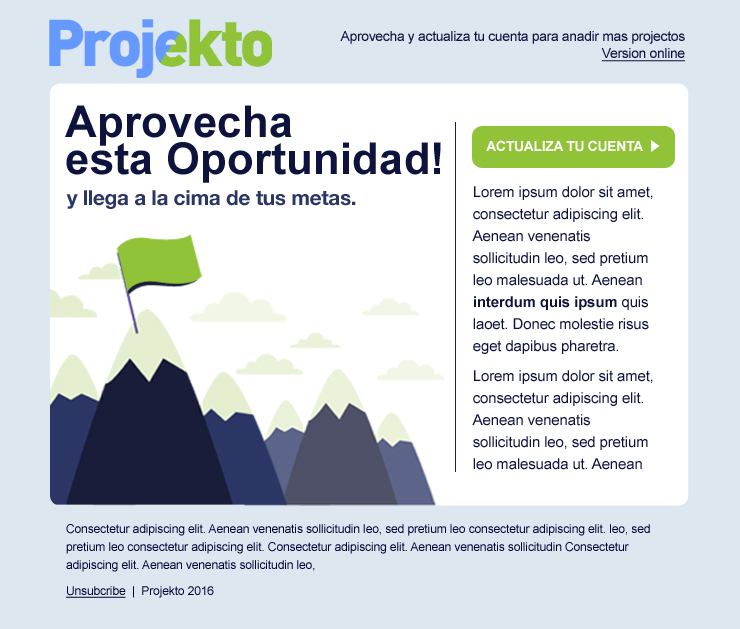 Projekto
Aprovecha y actualiza tu cuenta para anadir mas projectos
Version online
Aprovecha
esta Oportunidad!
y llega a la cima de tus metas.
ACTUALIZA TU CUENTA
Lorem ipsum dolor sit amet,
consectetur adipiscing elit.
Aenean venenatis
sollicitudin leo, sed pretium
leo malesuada ut. Aenean
interdum quis ipsum quis
laoet. Donec molestie risus
eget dapibus pharetra.
Lorem ipsum dolor sit amet,
consectetur adipiscing elit.
Aenean venenatis
sollicitudin leo, sed pretium
leo malesuada ut. Aenean
Consectetur adipiscing elit. Aenean venenatis sollicitudin leo, sed pretium leo consectetur adipiscing elit. leo, sed
pretium leo consectetur adipiscing elit. Consectetur adipiscing elit. Aenean venenatis sollicitudin Consectetur
adipiscing elit. Aenean venenatis sollicitudin leo,
Unsubcribe | Projekto 2016